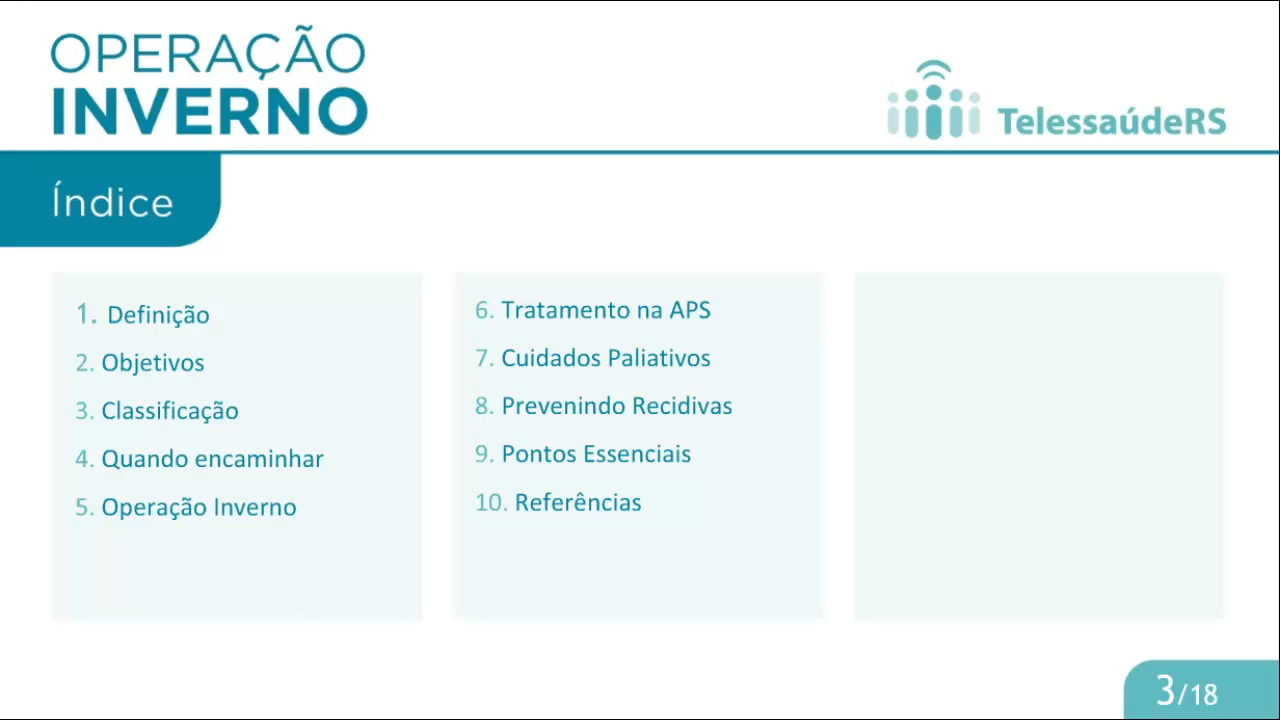 OPERAÇÃO
INVERNO
TelessaúdeRS
Índice
1. Definição
2. Objetivos
3. Classificação
4. Quando encaminhar
5. Operação Inverno
6. Tratamento na APS
7. Cuidados Paliativos
8. Prevenindo Recidivas
9. Pontos Essenciais
10. Referências
3/18